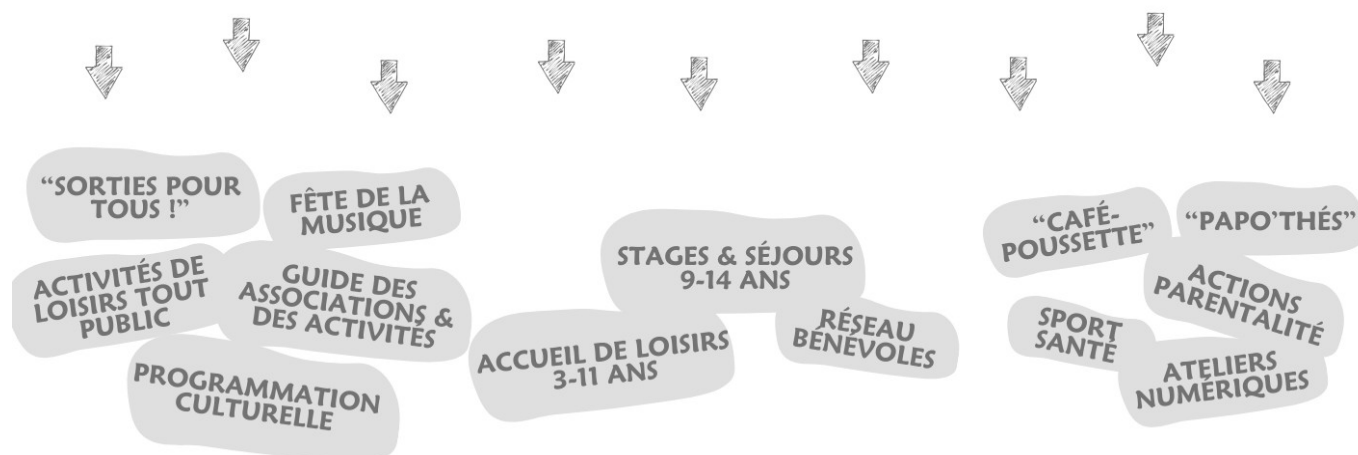 “SORTIES POUR
TOUS !”
FÊTE DE LA
MUSIQUE
ACTIVITÉS DE
LOISIRS TOUT
PUBLIC
GUIDE DES
ASSOCIATIONS &
DES ACTIVITÉS
PROGRAMMATION
CULTURELLE
STAGES & SÉJOURS
9-14 ANS
ACCUEIL DE LOISIRS
3-11 ANS
RÉSEAU
BÉNÉVOLES
“CAFÉ-
POUSSETTE”
“PAPO’THÉS”
ACTIONS
PARENTALITÉ
SPORT
SANTÉ
ATELIERS
NUMÉRIQUES